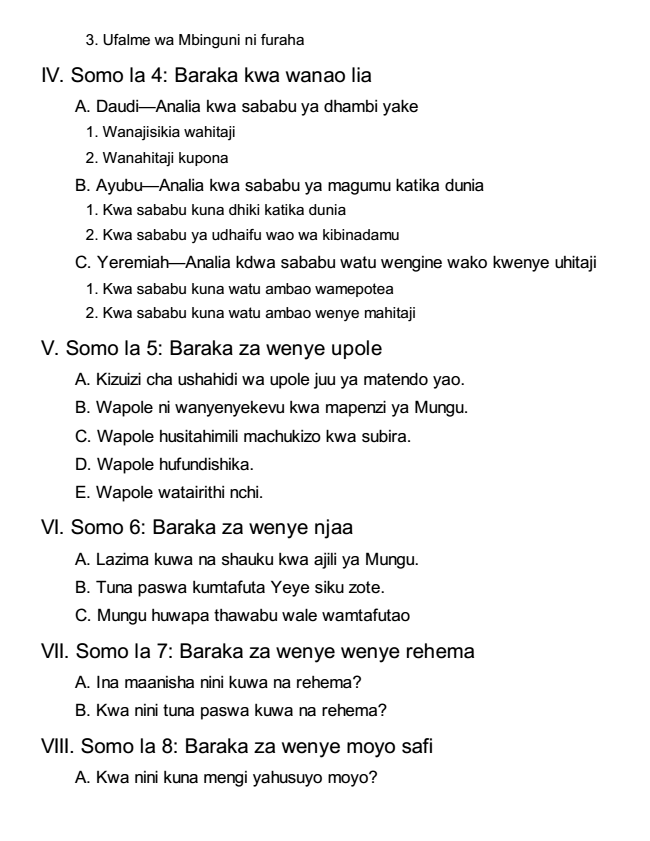 3. Ufalme wa Mbinguni ni furaha
IV. Somo la 4: Baraka kwa wanao lia
A. Daudi—Analia kwa sababu ya dhambi yake
1. Wanajisikia wahitaji
2. Wanahitaji kupona
B. Ayubu—Analia kwa sababu ya magumu katika dunia
1. Kwa sababu kuna dhiki katika dunia
2. Kwa sababu ya udhaifu wao wa kibinadamu
C. Yeremiah—Analia kdwa sababu watu wengine wako kwenye uhitaji
1. Kwa sababu kuna watu ambao wamepotea
2. Kwa sababu kuna watu ambao wenye mahitaji
V. Somo la 5: Baraka za wenye upole
A. Kizuizi cha ushahidi wa upole juu ya matendo yao.
B. Wapole ni wanyenyekevu kwa mapenzi ya Mungu.
C. Wapole husitahimili machukizo kwa subira.
D. Wapole hufundishika.
E. Wapole watairithi nchi.
VI. Somo 6: Baraka za wenye njaa
A. Lazima kuwa na shauku kwa ajili ya Mungu.
B. Tuna paswa kumtafuta Yeye siku zote.
C. Mungu huwapa thawabu wale wamtafutao
VII. Somo la 7: Baraka za wenye wenye rehema
A. Ina maanisha nini kuwa na rehema?
B. Kwa nini tuna paswa kuwa na rehema?
VIII. Somo la 8: Baraka za wenye moyo safi
A. Kwa nini kuna mengi yahusuyo moyo?